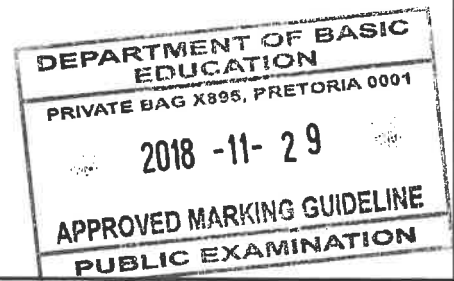 DEPARTMENT OF BASIC
EDUCATION
PRIVATE BAG X895, PRETORIA 0001
2018 -11- 29
APPROVED MARKING GUIDELINE
PUBLIC EXAMINATION